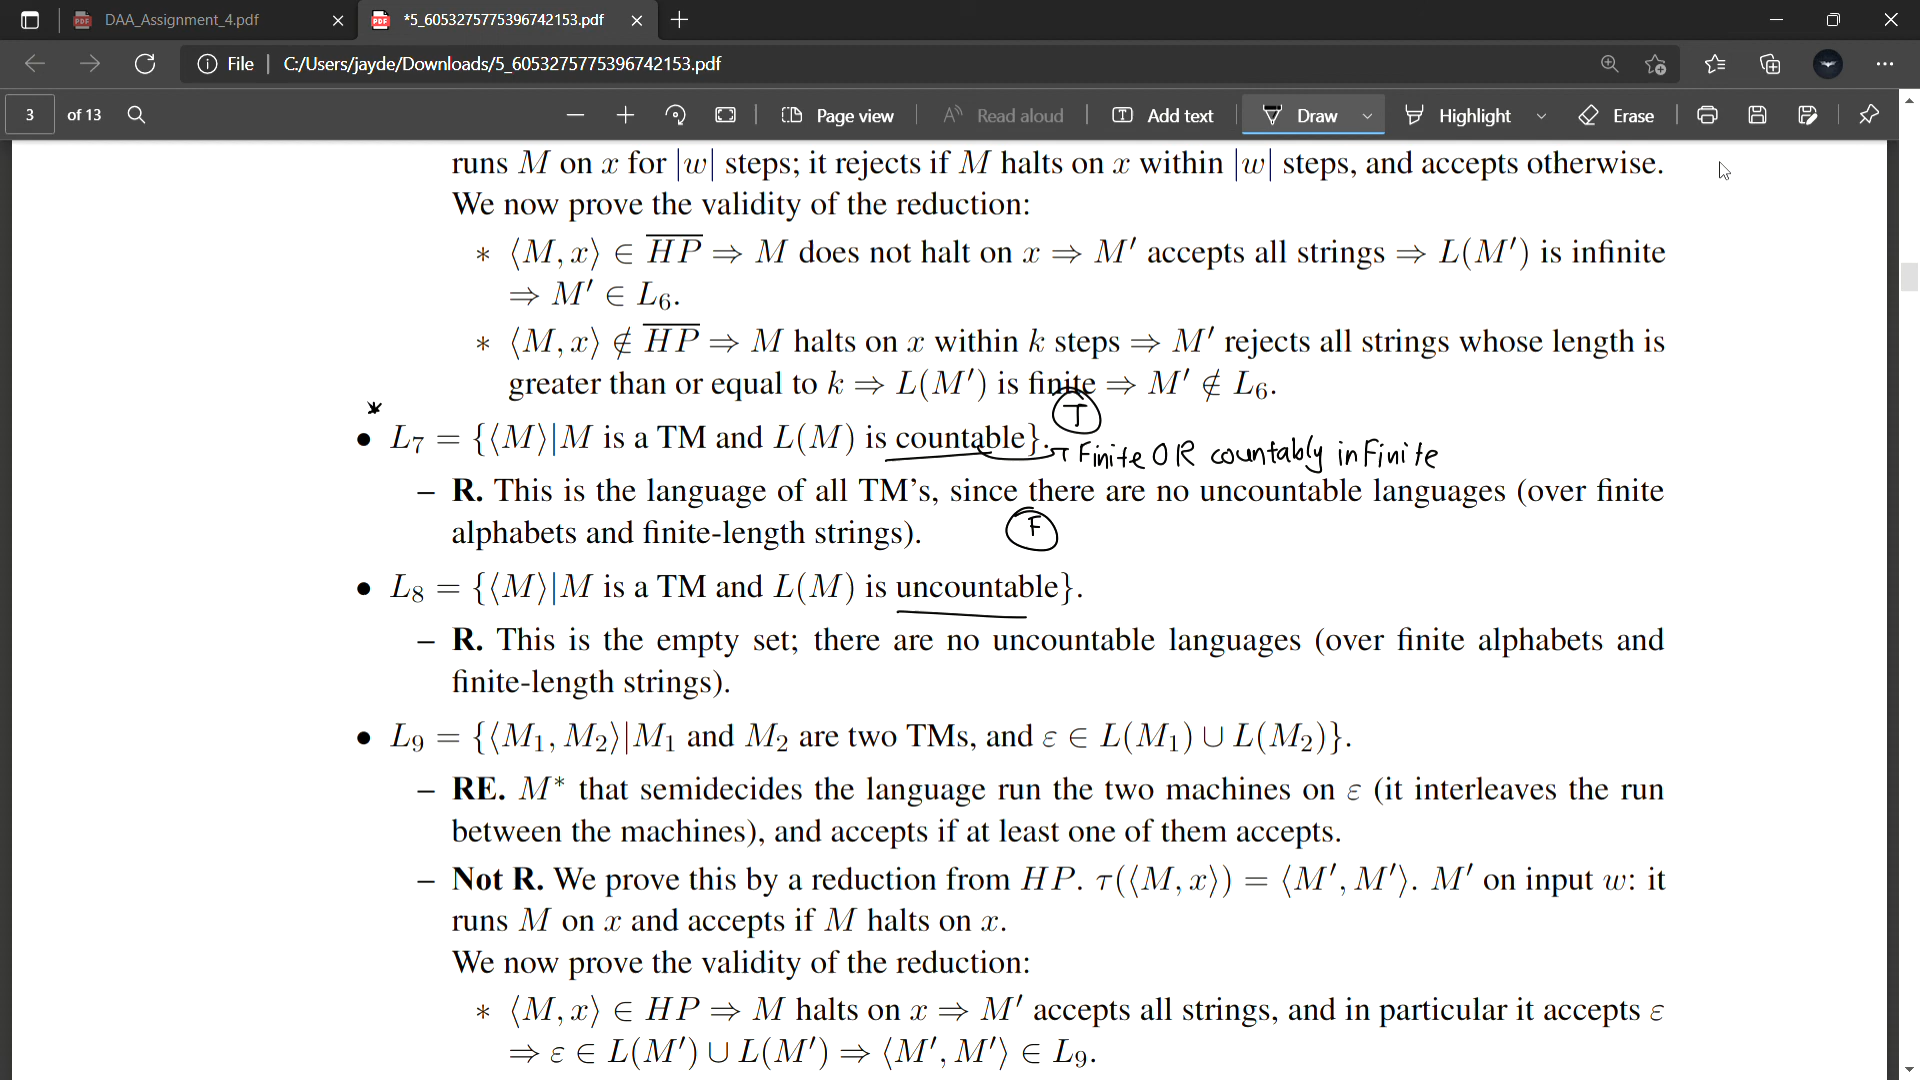 DAA_Assignment_4.pdf
*5_6053275775396742153.pdf
File
C:/Users/jayde/Downloads/5_6053275775396742153.pdf
3 of 13
Page view
Read aloud
Add text
Draw
Highlight
Erase
runs M on x for |w| steps; it rejects if M halts on x within |w| steps, and accepts otherwise.
We now prove the validity of the reduction:
∗ ⟨M, x⟩ ∈ \overline{HP} ⇒ M does not halt on x ⇒ M′ accepts all strings ⇒ L(M′) is infinite
⇒ M′ ∈ L₆.
∗ ⟨M, x⟩ ∉ \overline{HP} ⇒ M halts on x within k steps ⇒ M′ rejects all strings whose length is
greater than or equal to k ⇒ L(M′) is finite ⇒ M′ ∉ L₆.
T
• L₇ = {⟨M⟩|M is a TM and L(M) is countable}.
Finite OR countably infinite
– R. This is the language of all TM's, since there are no uncountable languages (over finite
alphabets and finite-length strings).
F
• L₈ = {⟨M⟩|M is a TM and L(M) is uncountable}.
– R. This is the empty set; there are no uncountable languages (over finite alphabets and
finite-length strings).
• L₉ = {⟨M₁, M₂⟩|M₁ and M₂ are two TMs, and ε ∈ L(M₁) ∪ L(M₂)}.
– RE. M* that semidecides the language run the two machines on ε (it interleaves the run
between the machines), and accepts if at least one of them accepts.
– Not R. We prove this by a reduction from HP. τ(⟨M, x⟩) = ⟨M′, M′⟩. M′ on input w: it
runs M on x and accepts if M halts on x.
We now prove the validity of the reduction:
∗ ⟨M, x⟩ ∈ HP ⇒ M halts on x ⇒ M′ accepts all strings, and in particular it accepts ε
⇒ ε ∈ L(M′) ∪ L(M′) ⇒ ⟨M′, M′⟩ ∈ L₉.